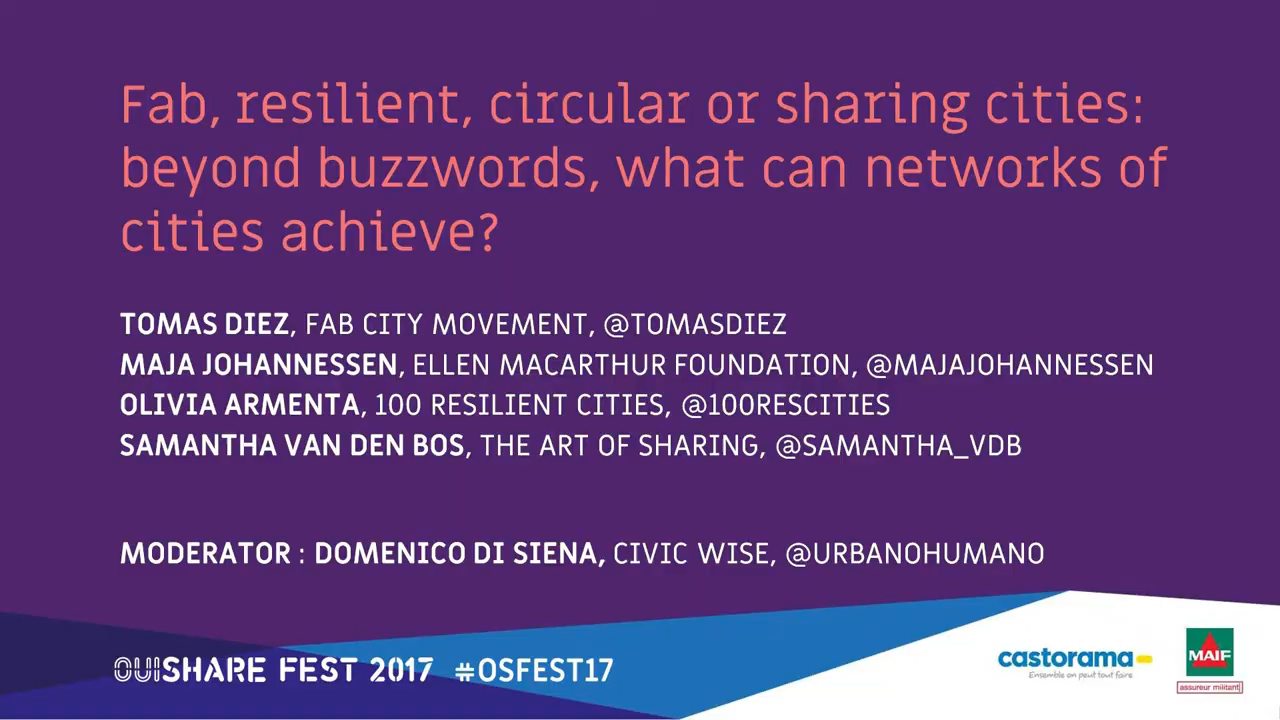 Fab, resilient, circular or sharing cities:
beyond buzzwords, what can networks of
cities achieve?
TOMAS DIEZ, FAB CITY MOVEMENT, @TOMASDIEZ
MAJA JOHANNESSEN, ELLEN MACARTHUR FOUNDATION, @MAJAJOHANNESSEN
OLIVIA ARMENTA, 100 RESILIENT CITIES, @100RESCITIES
SAMANTHA VAN DEN BOS, THE ART OF SHARING, @SAMANTHA_VDB
MODERATOR : DOMENICO DI SIENA, CIVIC WISE, @URBANOHUMANO
OUISHARE FEST 2017 #OSFEST17
castorama
Ensemble on peut tout faire
MAIF
assureur militant